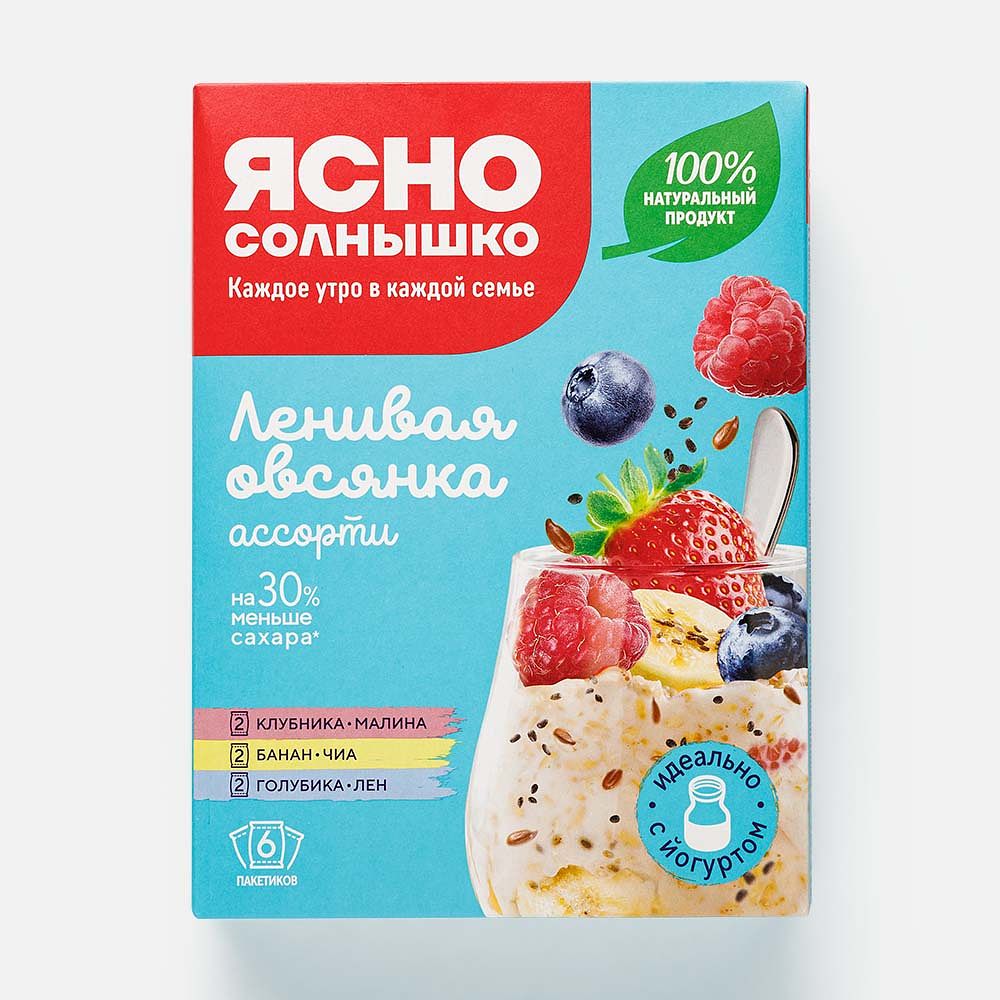 ЯСНО
СОЛНЫШКО
Каждое утро в каждой семье
100%
НАТУРАЛЬНЫЙ
ПРОДУКТ
Ленивая
овсянка
ассорти
на 30%
меньше
сахара*
2 КЛУБНИКА•МАЛИНА
2 БАНАН•ЧИА
2 ГОЛУБИКА•ЛЕН
6
ПАКЕТИКОВ
• ИДЕАЛЬНО •
С ЙОГУРТОМ